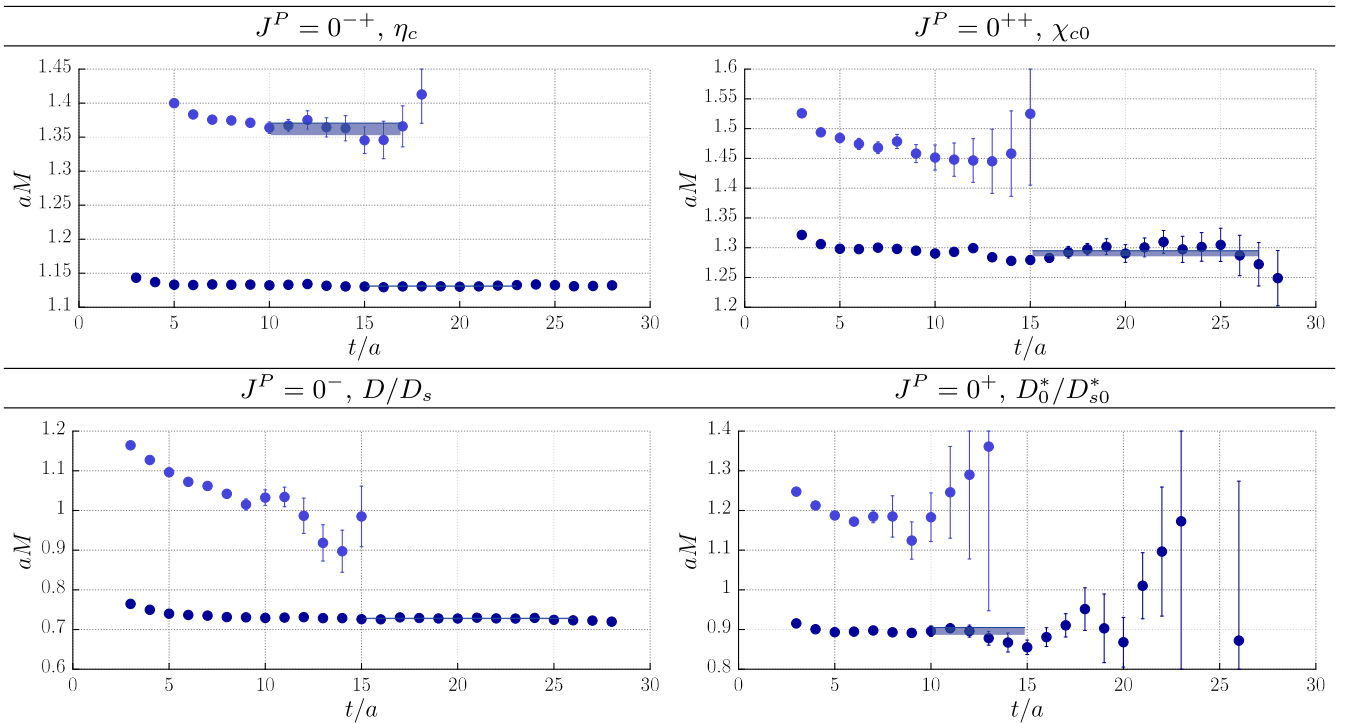 J^P = 0^{-+}, η_c
J^P = 0^{++}, χ_{c0}
1.45
1.4
1.35
1.3
1.25
1.2
1.15
1.1
aM
0 5 10 15 20 25 30
t/a
1.6
1.55
1.5
1.45
1.4
1.35
1.3
1.25
1.2
aM
0 5 10 15 20 25 30
t/a
J^P = 0^-, D/D_s
J^P = 0^+, D_0^*/D_{s0}^*
1.2
1.1
1
0.9
0.8
0.7
0.6
aM
0 5 10 15 20 25 30
t/a
1.4
1.3
1.2
1.1
1
0.9
0.8
aM
0 5 10 15 20 25 30
t/a